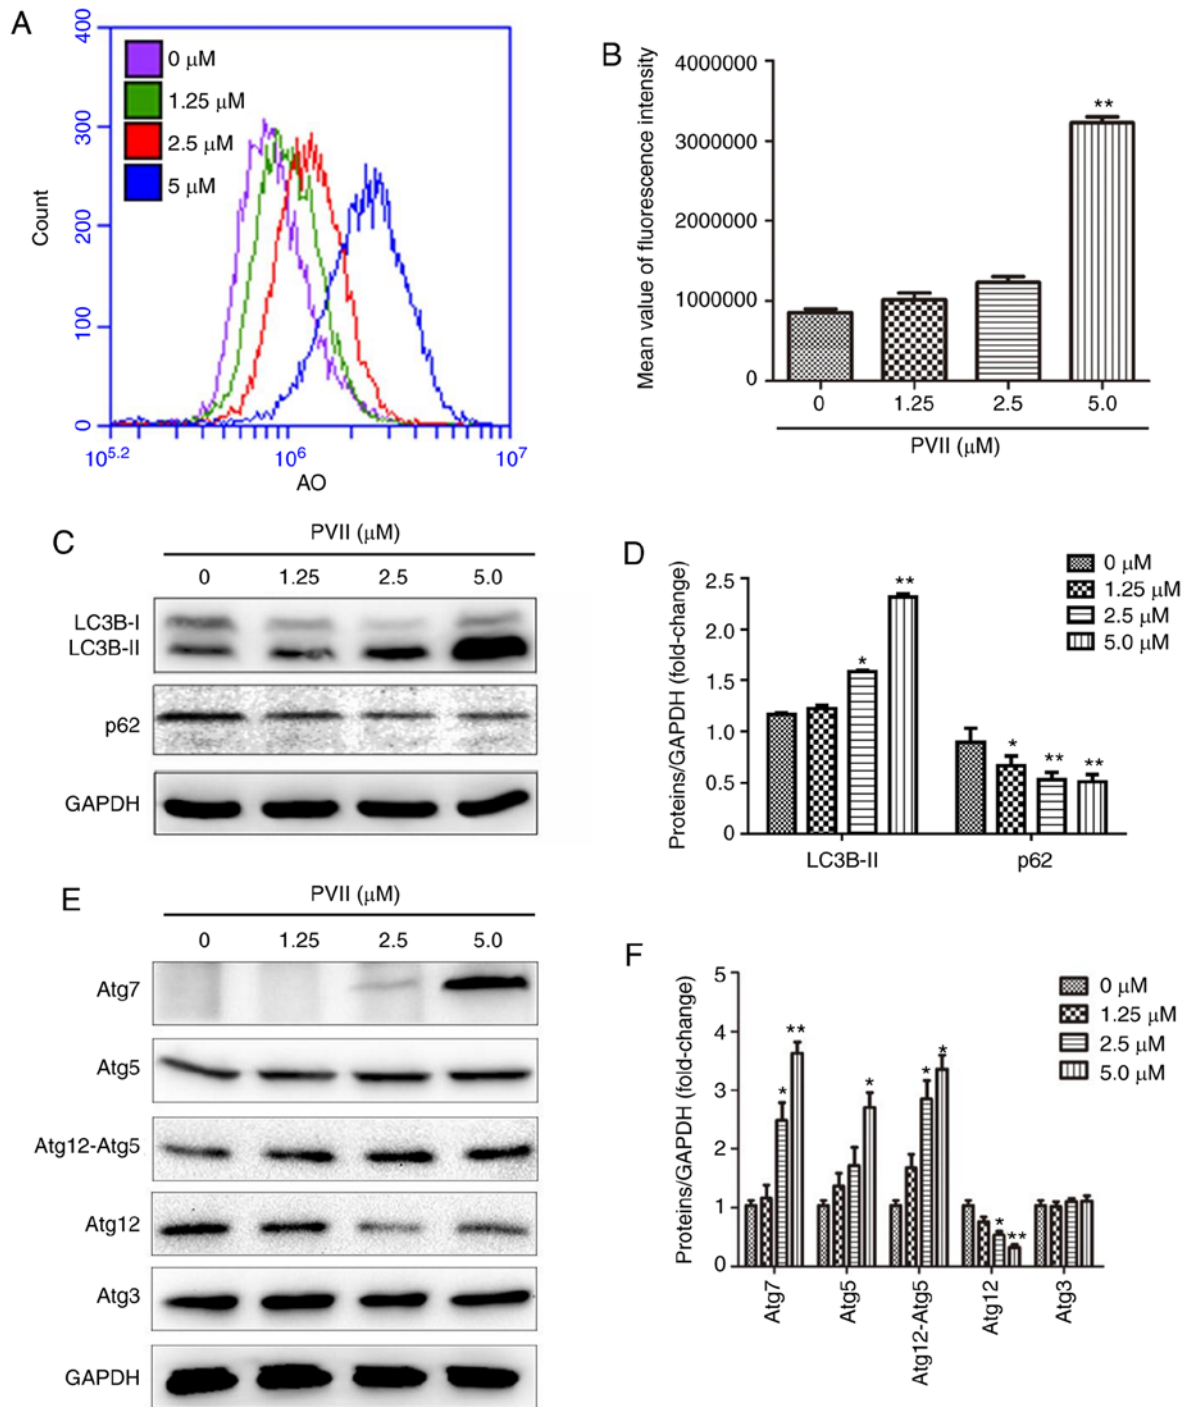 A
400
300
200
100
0
Count
0 μM
1.25 μM
2.5 μM
5 μM
10^5.2
10^6
10^7
AO
B
Mean value of fluorescence intensity
4000000
3000000
2000000
1000000
0
**
0
1.25
2.5
5.0
PVII (μM)
C
PVII (μM)
0 1.25 2.5 5.0
LC3B-I
LC3B-II
p62
GAPDH
D
Proteins/GAPDH (fold-change)
2.5
2.0
1.5
1.0
0.5
0
*
**
*
**
**
LC3B-II
p62
0 μM
1.25 μM
2.5 μM
5.0 μM
E
PVII (μM)
0 1.25 2.5 5.0
Atg7
Atg5
Atg12-Atg5
Atg12
Atg3
GAPDH
F
Proteins/GAPDH (fold-change)
5
4
3
2
1
0
*
**
*
*
*
*
**
Atg7
Atg5
Atg12-Atg5
Atg12
Atg3
0 μM
1.25 μM
2.5 μM
5.0 μM